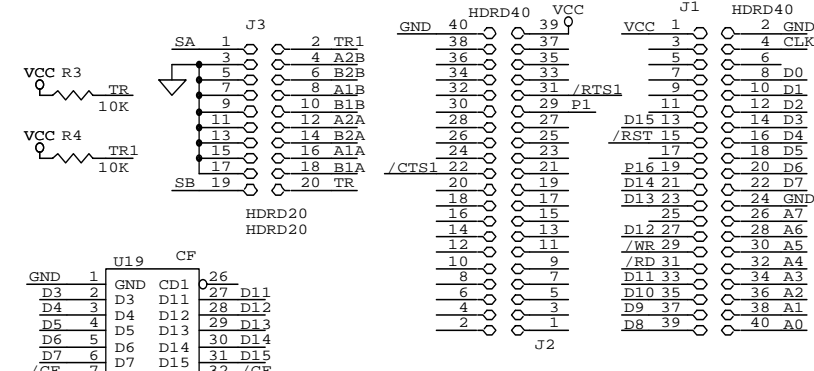 J3
SA 1 2 TR1
3 4 A2B
5 6 B2B
7 8 A1B
9 10 B1B
11 12 A2A
13 14 B2A
15 16 A1A
17 18 B1A
SB 19 20 TR
HDRD20
HDRD20
VCC R3
TR
10K
VCC R4
TR1
10K
HDRD40 VCC
GND 40 39
38 37
36 35
34 33
32 31 /RTS1
30 29 P1
28 27
26 25
24 23
/CTS1 22 21
20 19
18 17
16 15
14 13
12 11
10 9
8 7
6 5
4 3
2 1
J2
J1 HDRD40
VCC 1 2 GND
3 4 CLK
5 6
7 8 D0
9 10 D1
11 12 D2
D15 13 14 D3
/RST 15 16 D4
17 18 D5
P16 19 20 D6
D14 21 22 D7
D13 23 24 GND
25 26 A7
D12 27 28 A6
/WR 29 30 A5
/RD 31 32 A4
D11 33 34 A3
D10 35 36 A2
D9 37 38 A1
D8 39 40 A0
U19 CF
GND 1 GND CD1 26
D3 2 D3 D11 27 D11
D4 3 D4 D12 28 D12
D5 4 D5 D13 29 D13
D6 5 D6 D14 30 D14
D7 6 D7 D15 31 D15
/CF 7 32 /CF